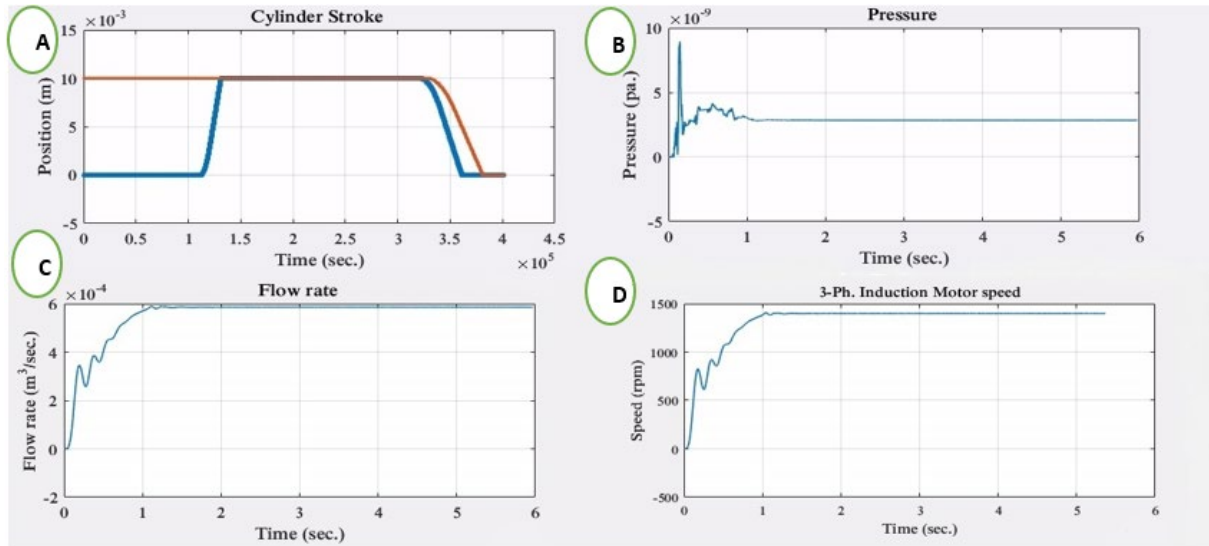 A
Cylinder Stroke
×10⁻³
15
10
5
0
-5
Position (m)
0 0.5 1 1.5 2 2.5 3 3.5 4 4.5
Time (sec.)
×10⁵
B
Pressure
×10⁻⁹
10
5
0
-5
Pressure (pa.)
0 1 2 3 4 5 6
Time (sec.)
C
Flow rate
×10⁻⁴
6
4
2
0
-2
Flow rate (m³/sec.)
0 1 2 3 4 5 6
Time (sec.)
D
3-Ph. Induction Motor speed
1500
1000
500
0
-500
Speed (rpm)
0 1 2 3 4 5 6
Time (sec.)